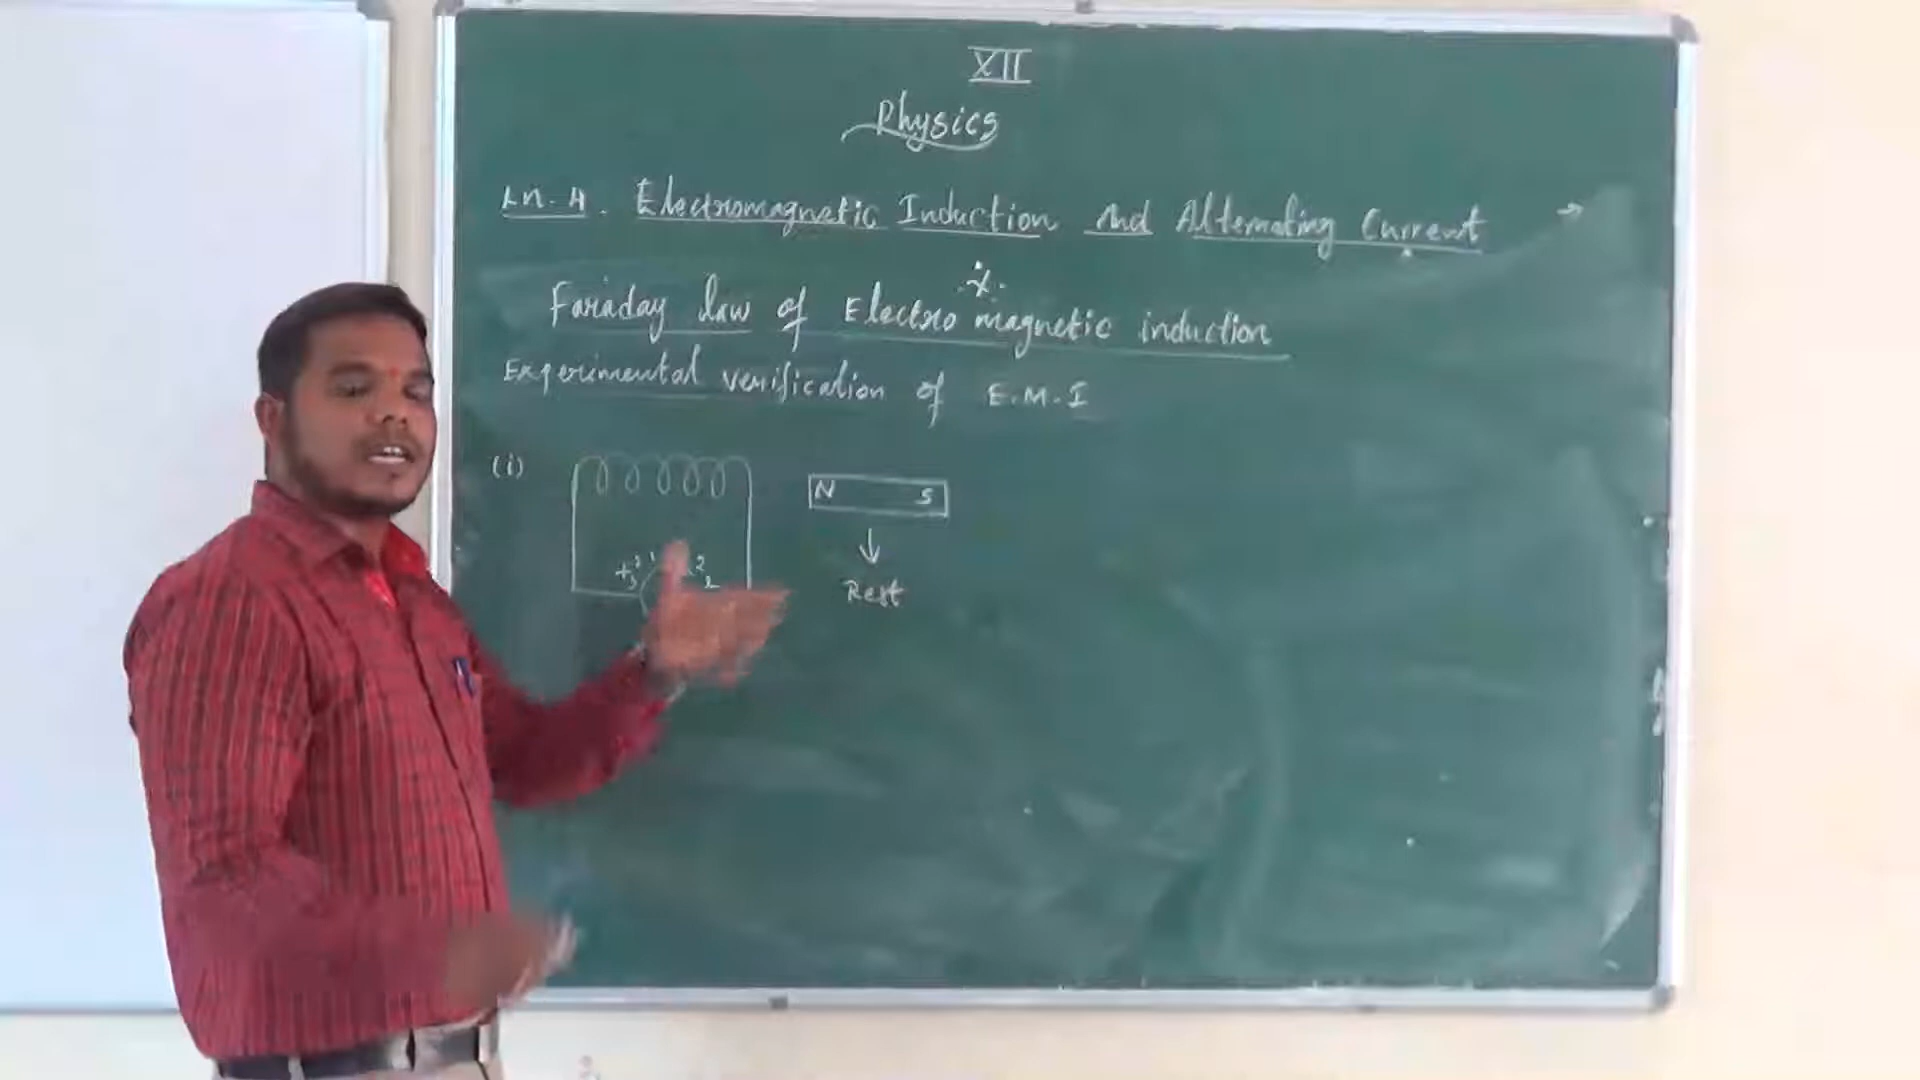 XII
Physics
Ln. 4. Electromagnetic Induction And Alternating Current
Faraday law of Electro magnetic induction
Experimental verification of E.M.I
(i)
N S
Rest